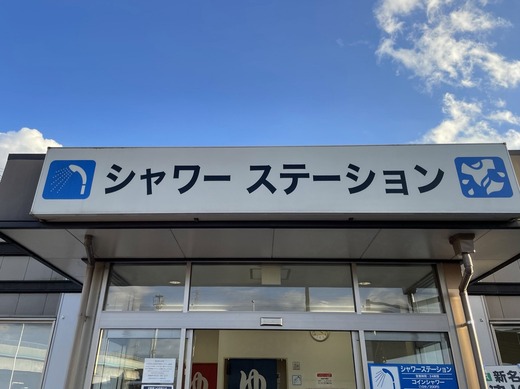 シャワー ステーション
ゆ
シャワーステーション
コインシャワー
新名